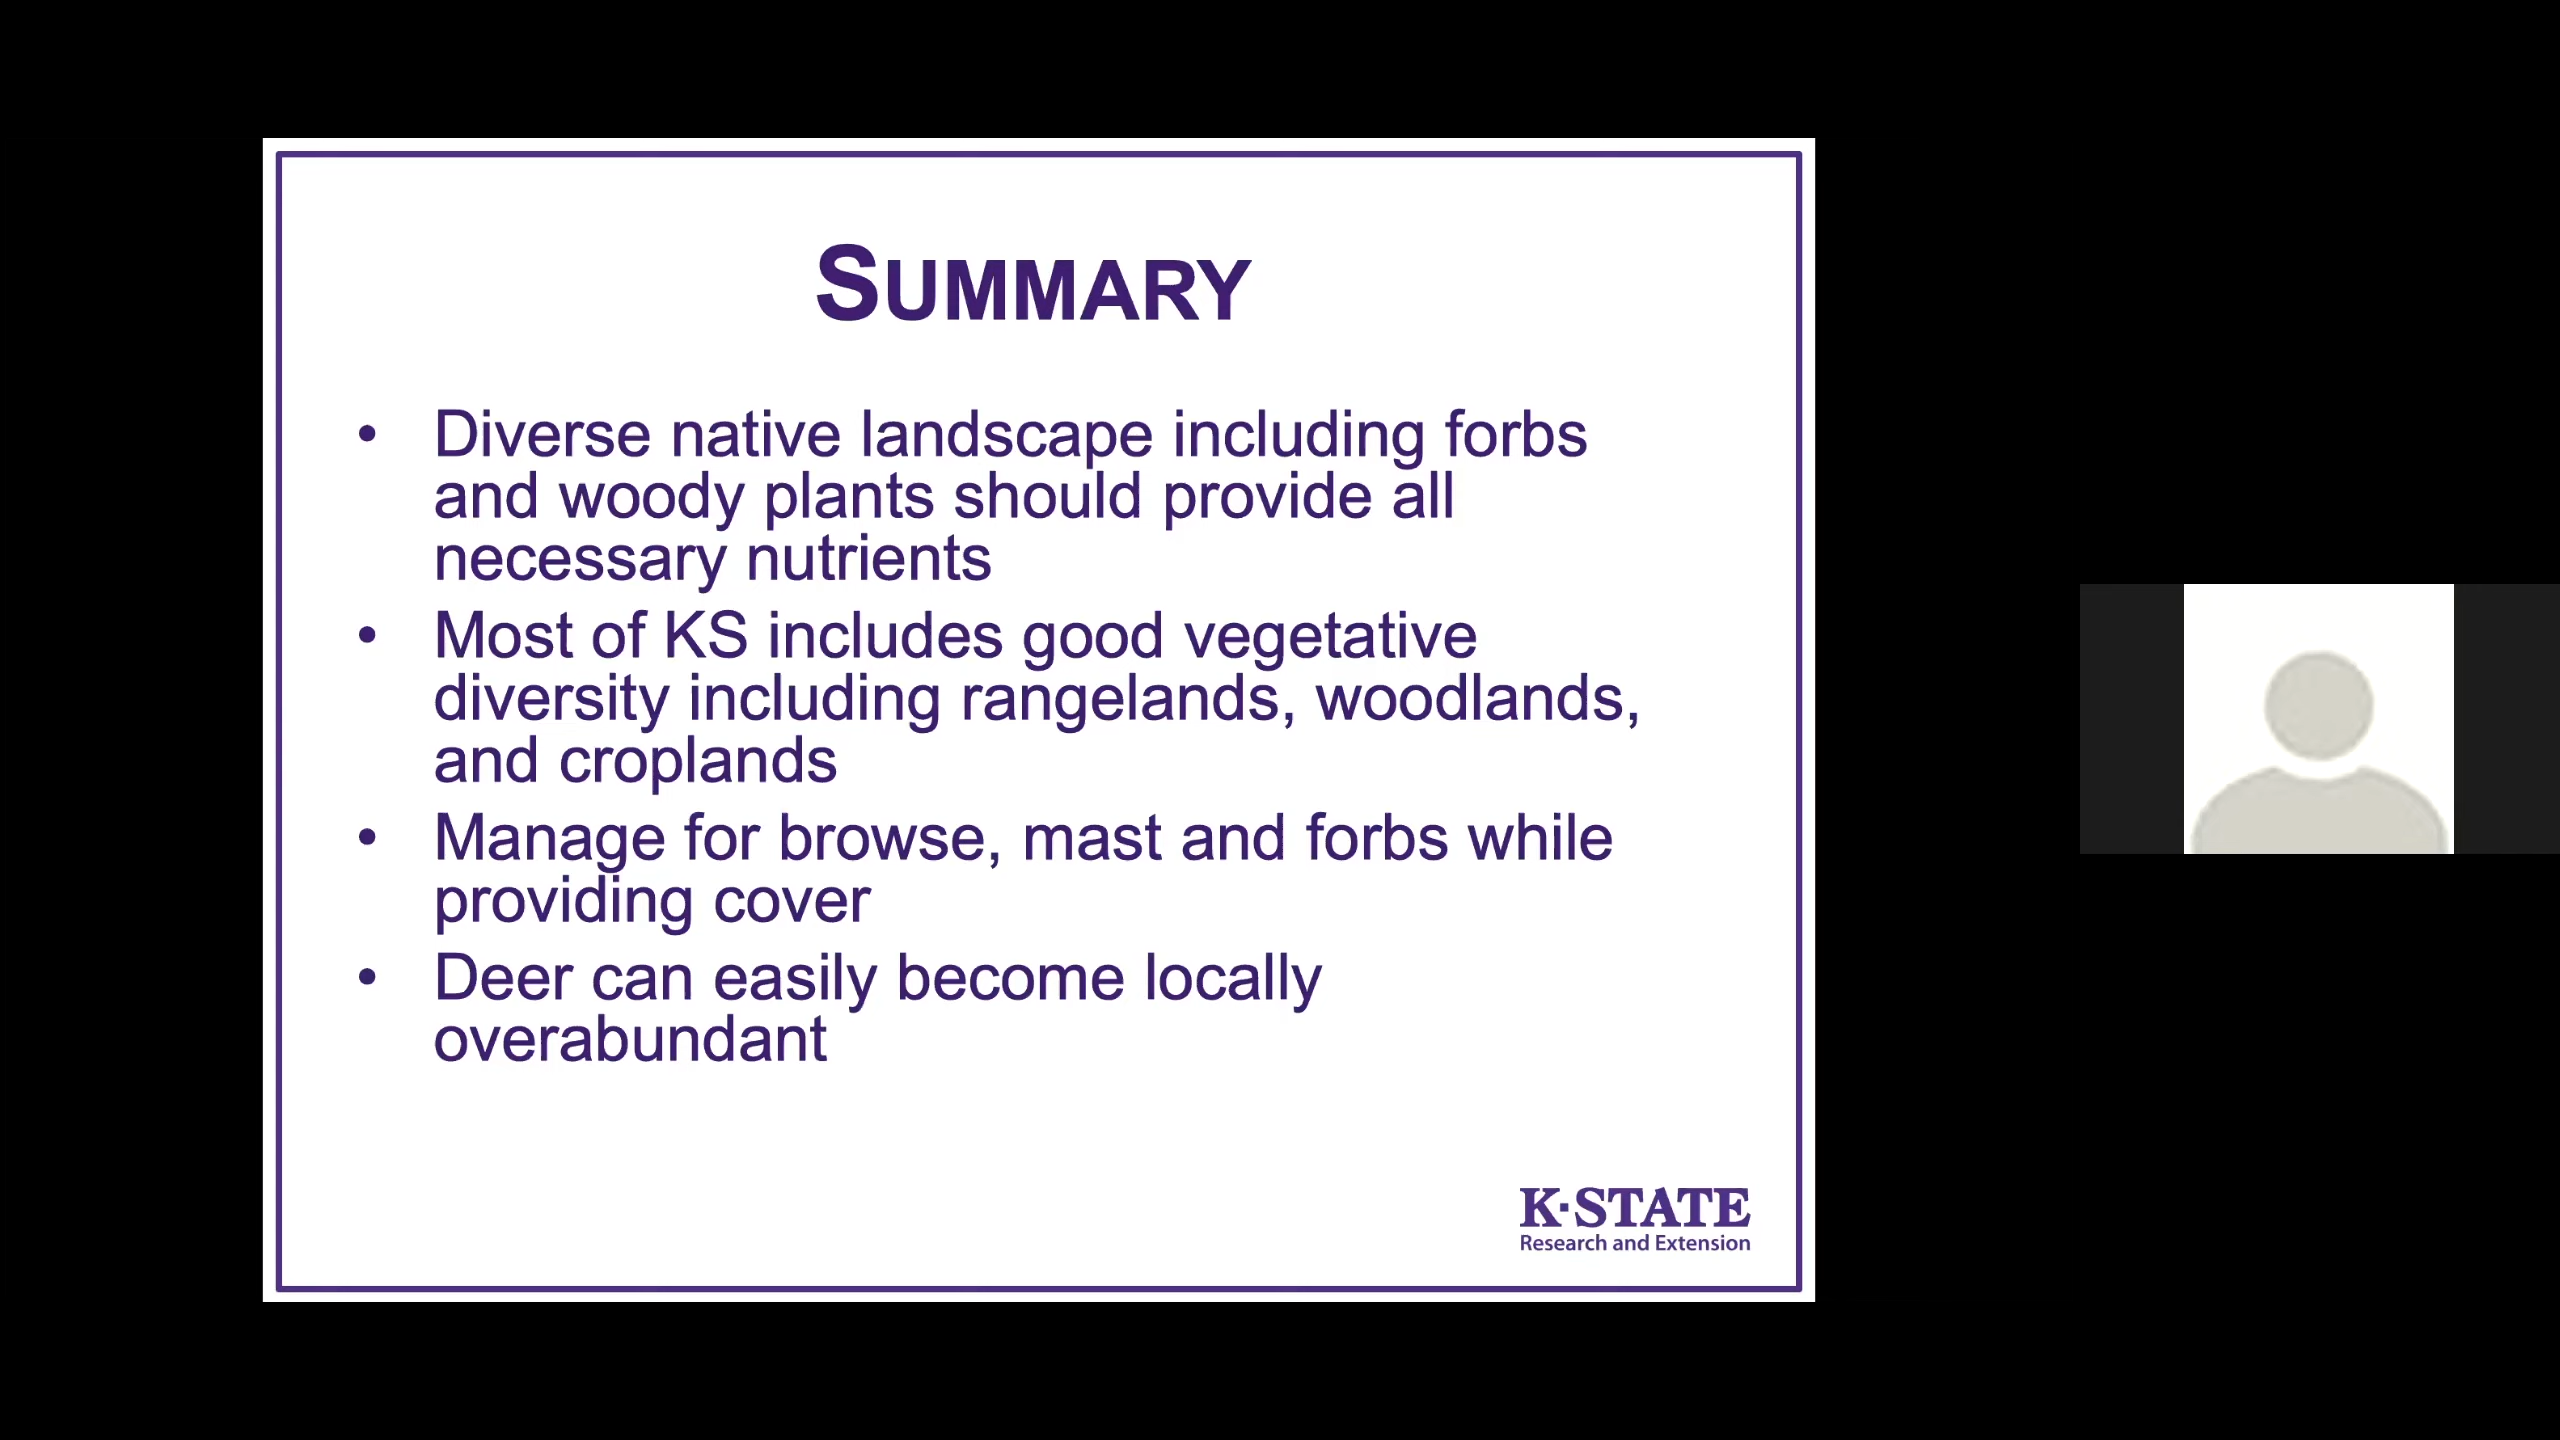 SUMMARY
• Diverse native landscape including forbs
and woody plants should provide all
necessary nutrients
• Most of KS includes good vegetative
diversity including rangelands, woodlands,
and croplands
• Manage for browse, mast and forbs while
providing cover
• Deer can easily become locally
overabundant
K·STATE
Research and Extension